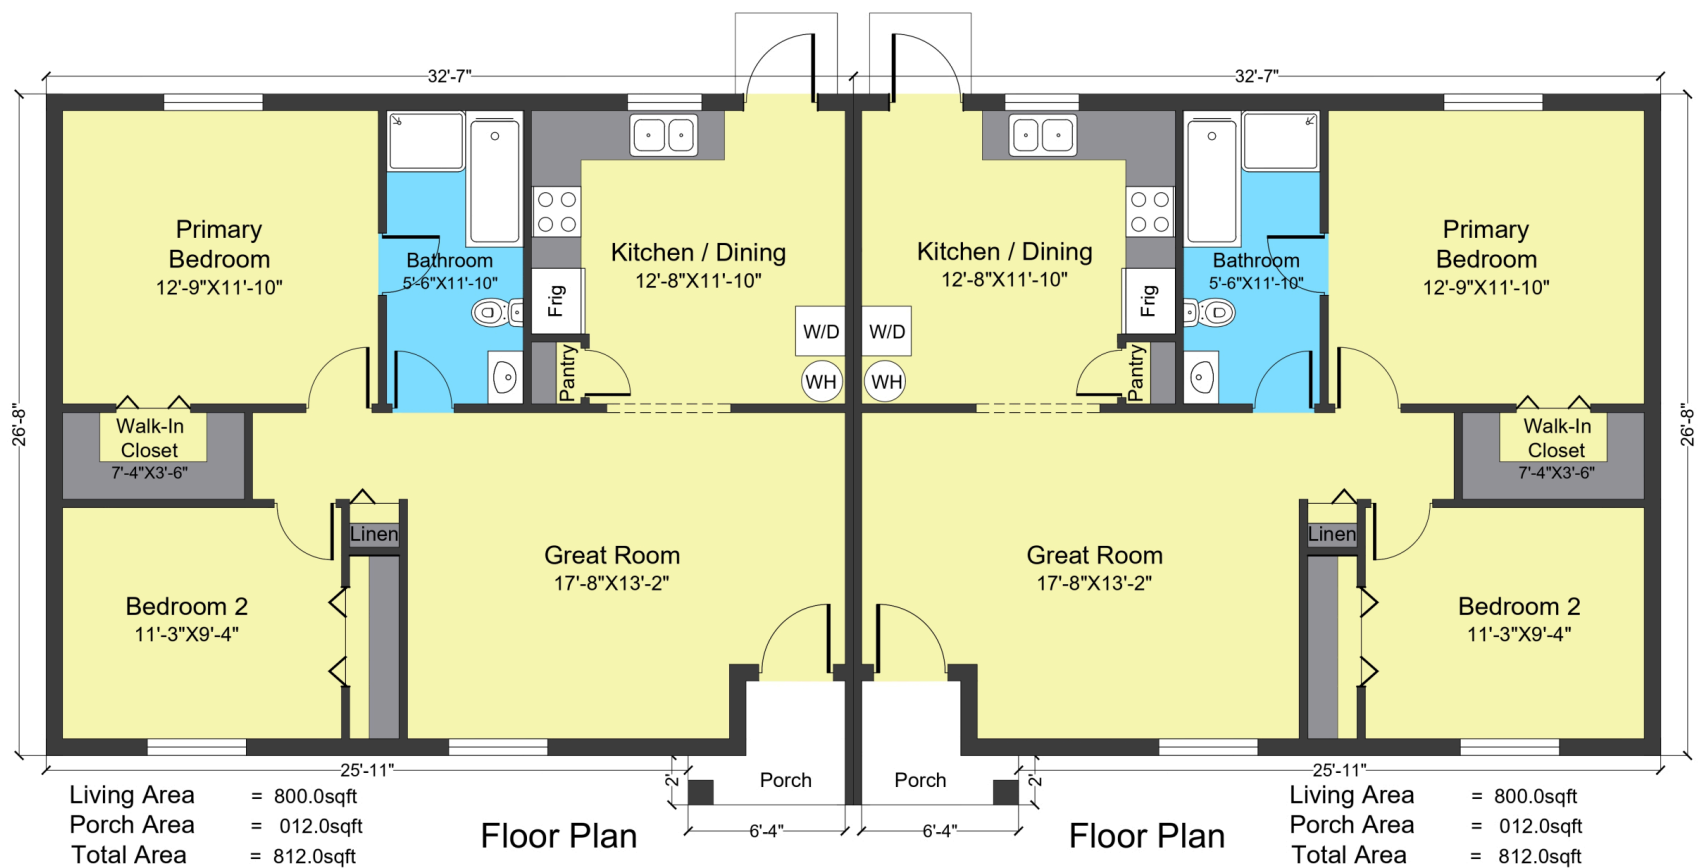 32'-7"
32'-7"
Primary
Bedroom
12'-9"X11'-10"
Bathroom
5'-6"X11'-10"
Kitchen / Dining
12'-8"X11'-10"
Frig
W/D
WH
Pantry
Kitchen / Dining
12'-8"X11'-10"
Frig
W/D
WH
Pantry
Bathroom
5'-6"X11'-10"
Primary
Bedroom
12'-9"X11'-10"
26'-8"
26'-8"
Walk-In
Closet
7'-4"X3'-6"
Walk-In
Closet
7'-4"X3'-6"
Linen
Linen
Great Room
17'-8"X13'-2"
Great Room
17'-8"X13'-2"
Bedroom 2
11'-3"X9'-4"
Bedroom 2
11'-3"X9'-4"
25'-11"
2'
Porch
Porch
2'
25'-11"
6'-4"
6'-4"
Living Area = 800.0sqft
Porch Area = 012.0sqft
Total Area = 812.0sqft
Floor Plan
Floor Plan
Living Area = 800.0sqft
Porch Area = 012.0sqft
Total Area = 812.0sqft